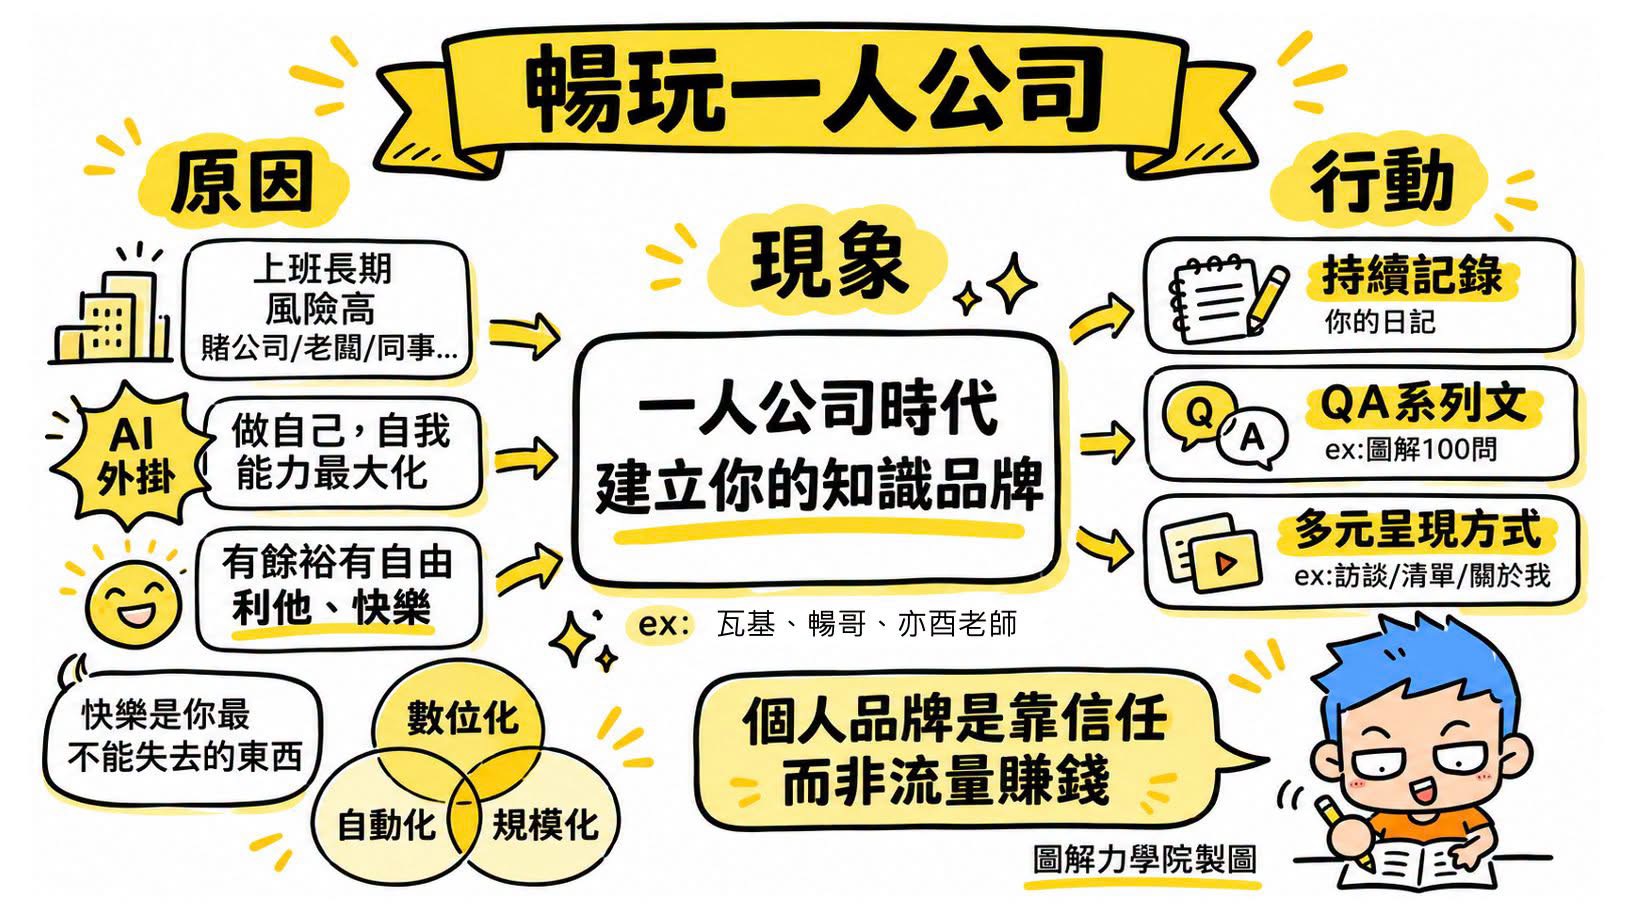 暢玩一人公司
原因
上班長期
風險高
賭公司/老闆/同事...
AI
外掛
做自己，自我
能力最大化
有餘裕有自由
利他、快樂
快樂是你最
不能失去的東西
數位化
自動化
規模化
現象
一人公司時代
建立你的知識品牌
ex: 瓦基、暢哥、亦酉老師
個人品牌是靠信任
而非流量賺錢
行動
持續記錄
你的日記
Q
A
QA系列文
ex:圖解100問
多元呈現方式
ex:訪談/清單/關於我
圖解力學院製圖